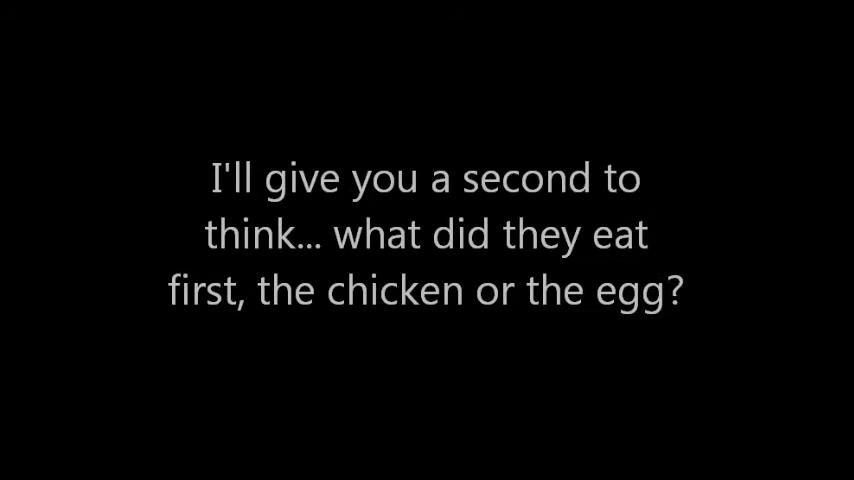 I'll give you a second to
think... what did they eat
first, the chicken or the egg?